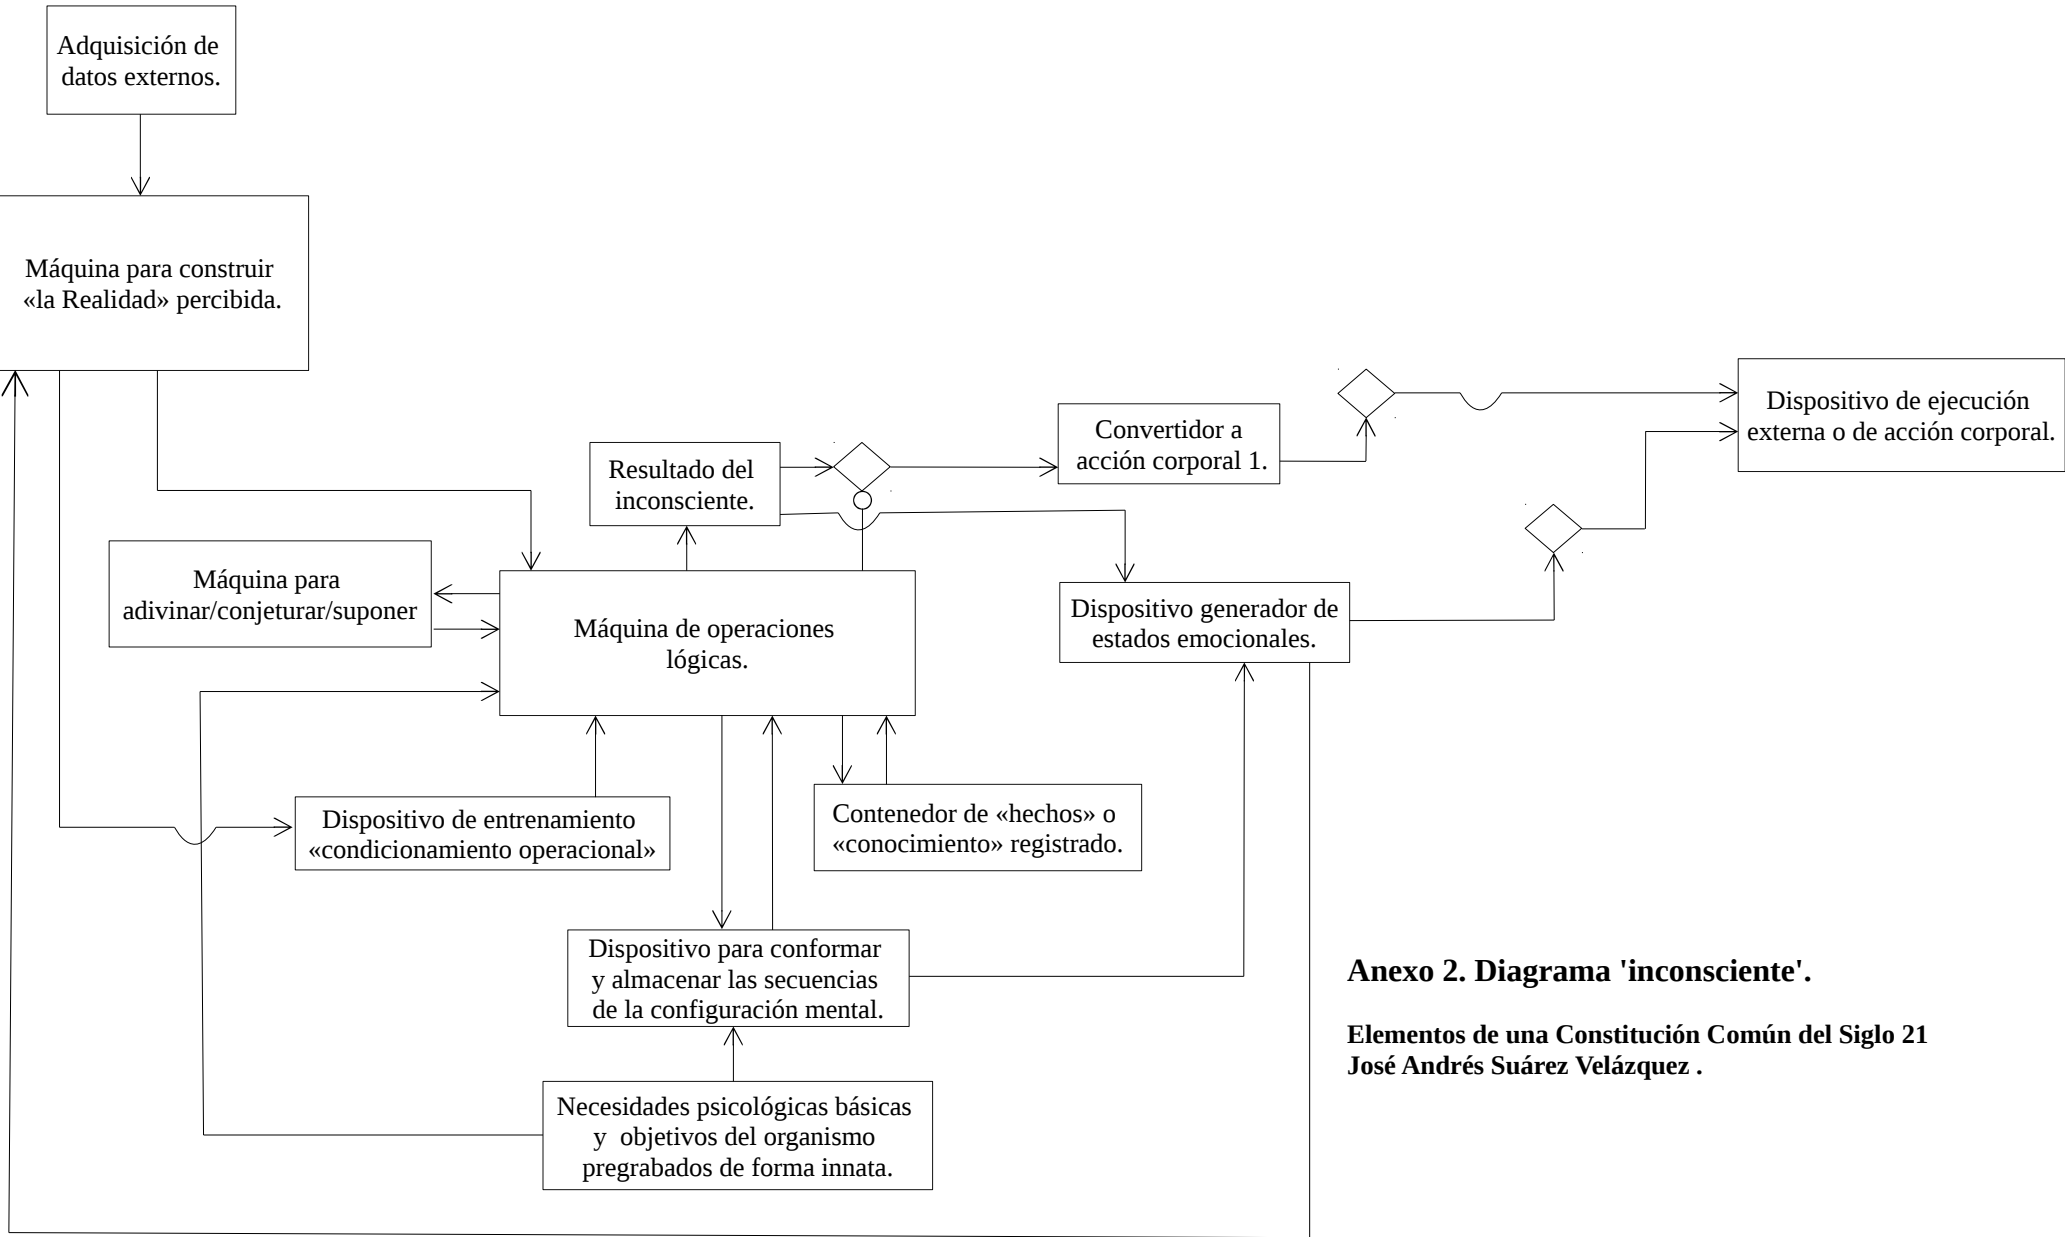 Adquisición de
datos externos.
Máquina para construir
«la Realidad» percibida.
Dispositivo de ejecución
externa o de acción corporal.
Convertidor a
acción corporal 1.
Resultado del
inconsciente.
Máquina para
adivinar/conjeturar/suponer
Máquina de operaciones
lógicas.
Dispositivo generador de
estados emocionales.
Dispositivo de entrenamiento
«condicionamiento operacional»
Contenedor de «hechos» o
«conocimiento» registrado.
Dispositivo para conformar
y almacenar las secuencias
de la configuración mental.
Necesidades psicológicas básicas
y objetivos del organismo
pregrabados de forma innata.
Anexo 2. Diagrama 'inconsciente'.
Elementos de una Constitución Común del Siglo 21
José Andrés Suárez Velázquez .